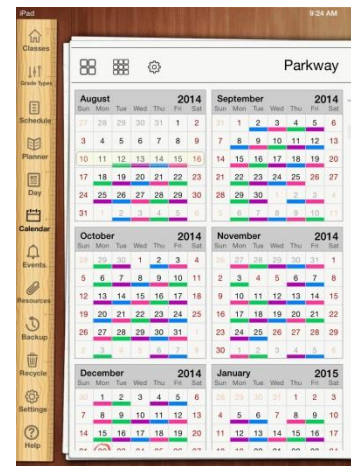 iPad
9:24 AM
Classes
Grade Types
Schedule
Planner
Day
Calendar
Events
Resources
Backup
Recycle
Settings
Help
Parkway
August 2014
Sun Mon Tue Wed Thu Fri Sat
27 28 29 30 31 1 2
3 4 5 6 7 8 9
10 11 12 13 14 15 16
17 18 19 20 21 22 23
24 25 26 27 28 29 30
31 1 2 3 4 5 6
September 2014
Sun Mon Tue Wed Thu Fri Sat
31 1 2 3 4 5 6
7 8 9 10 11 12 13
14 15 16 17 18 19 20
21 22 23 24 25 26 27
28 29 30 1 2 3 4
5 6 7 8 9 10 11
October 2014
Sun Mon Tue Wed Thu Fri Sat
28 29 30 1 2 3 4
5 6 7 8 9 10 11
12 13 14 15 16 17 18
19 20 21 22 23 24 25
26 27 28 29 30 31 1
2 3 4 5 6 7 8
November 2014
Sun Mon Tue Wed Thu Fri Sat
26 27 28 29 30 31 1
2 3 4 5 6 7 8
9 10 11 12 13 14 15
16 17 18 19 20 21 22
23 24 25 26 27 28 29
30 1 2 3 4 5 6
December 2014
Sun Mon Tue Wed Thu Fri Sat
30 1 2 3 4 5 6
7 8 9 10 11 12 13
14 15 16 17 18 19 20
January 2015
Sun Mon Tue Wed Thu Fri Sat
28 29 30 31 1 2 3
4 5 6 7 8 9 10
11 12 13 14 15 16 17